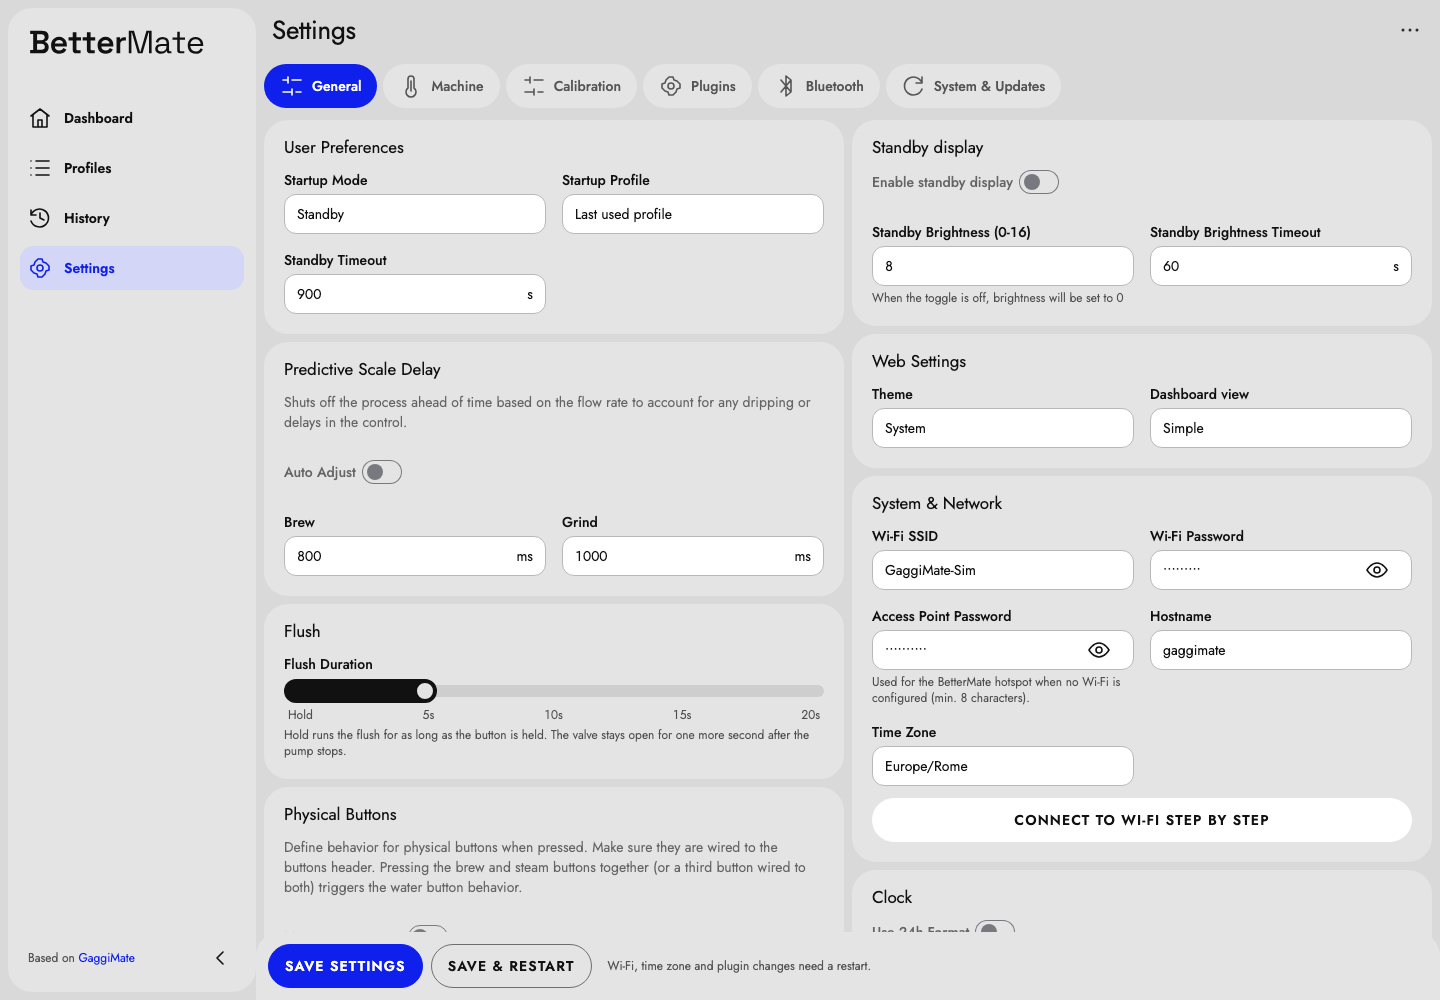 BetterMate
Dashboard
Profiles
History
Settings
Based on GaggiMate
Settings
General
Machine
Calibration
Plugins
Bluetooth
System & Updates
User Preferences
Startup Mode
Standby
Startup Profile
Last used profile
Standby Timeout
900 s
Predictive Scale Delay
Shuts off the process ahead of time based on the flow rate to account for any dripping or
delays in the control.
Auto Adjust
Brew
800 ms
Grind
1000 ms
Flush
Flush Duration
Hold 5s 10s 15s 20s
Hold runs the flush for as long as the button is held. The valve stays open for one more second after the
pump stops.
Physical Buttons
Define behavior for physical buttons when pressed. Make sure they are wired to the
buttons header. Pressing the brew and steam buttons together (or a third button wired to
both) triggers the water button behavior.
Standby display
Enable standby display
Standby Brightness (0-16)
8
Standby Brightness Timeout
60 s
When the toggle is off, brightness will be set to 0
Web Settings
Theme
System
Dashboard view
Simple
System & Network
Wi-Fi SSID
GaggiMate-Sim
Wi-Fi Password
·········
Access Point Password
··········
Hostname
gaggimate
Used for the BetterMate hotspot when no Wi-Fi is
configured (min. 8 characters).
Time Zone
Europe/Rome
CONNECT TO WI-FI STEP BY STEP
Clock
Use 24h Format
SAVE SETTINGS
SAVE & RESTART
Wi-Fi, time zone and plugin changes need a restart.